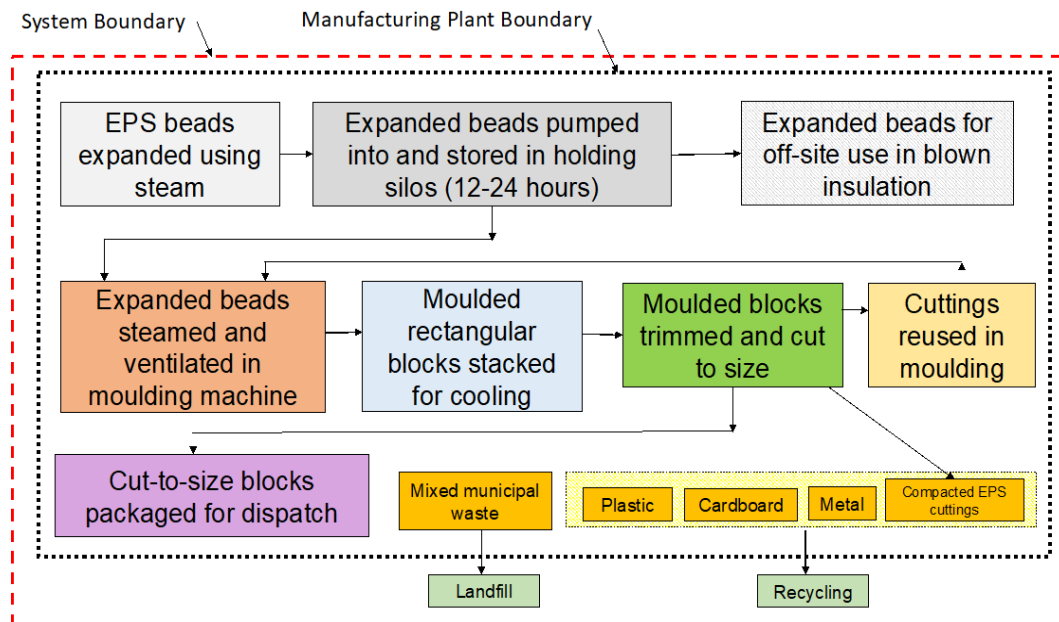 System Boundary
Manufacturing Plant Boundary
EPS beads
expanded using
steam
Expanded beads pumped
into and stored in holding
silos (12-24 hours)
Expanded beads for
off-site use in blown
insulation
Expanded beads
steamed and
ventilated in
moulding machine
Moulded
rectangular
blocks stacked
for cooling
Moulded blocks
trimmed and cut
to size
Cuttings
reused in
moulding
Cut-to-size blocks
packaged for dispatch
Mixed municipal
waste
Plastic
Cardboard
Metal
Compacted EPS
cuttings
Landfill
Recycling